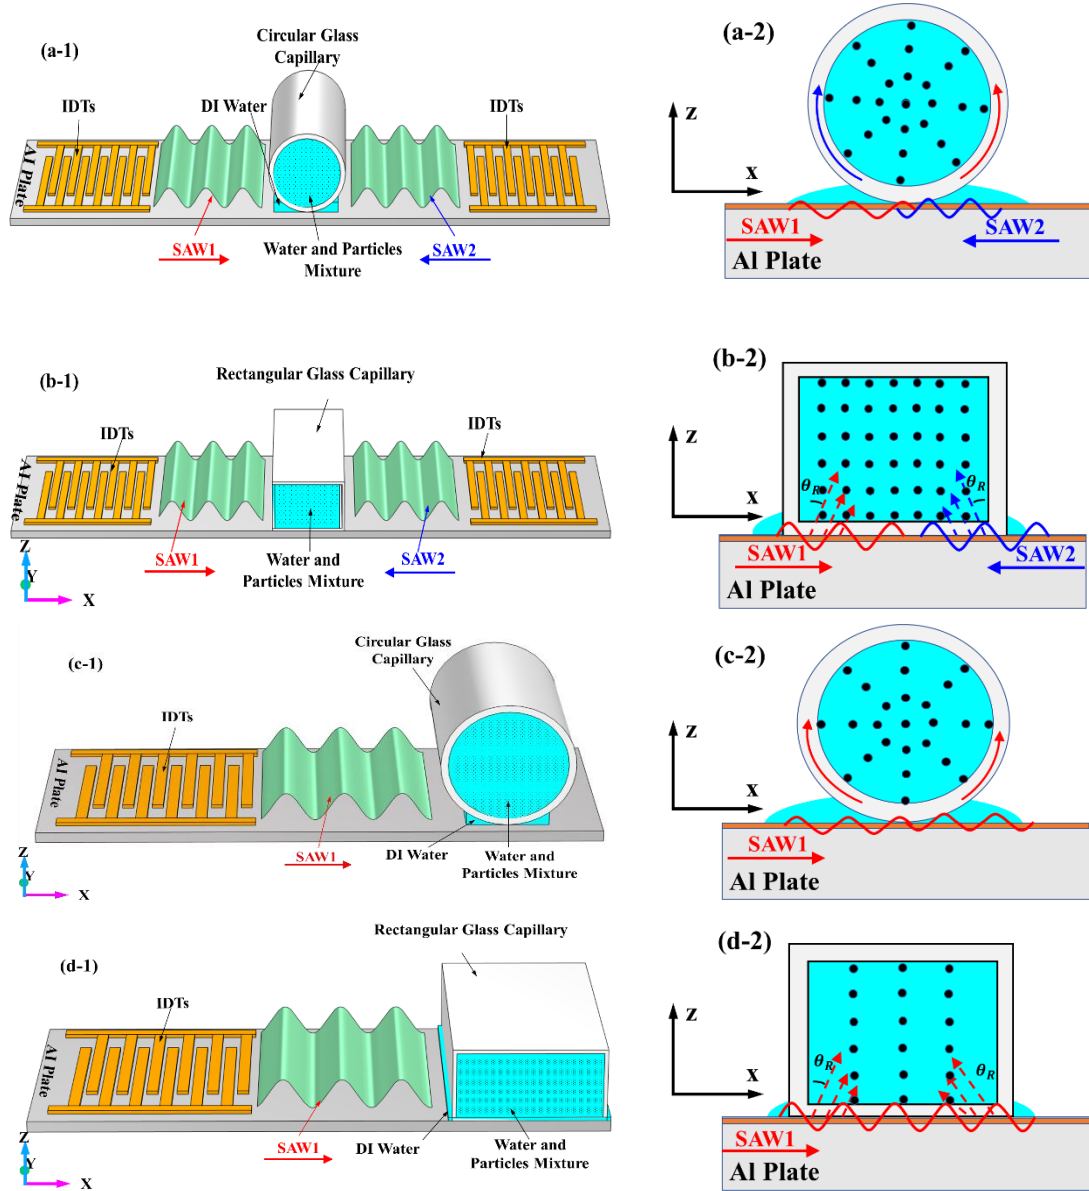 (a-1)
Circular Glass
Capillary
DI Water
IDTs
IDTs
Al Plate
SAW1
SAW2
Water and Particles
Mixture
(a-2)
Z
X
SAW1
SAW2
Al Plate
(b-1)
Rectangular Glass Capillary
IDTs
IDTs
Al Plate
SAW1
SAW2
Water and
Particles Mixture
Z
Y
X
(b-2)
Z
X
θR
θR
SAW1
SAW2
Al Plate
(c-1)
Circular Glass
Capillary
IDTs
Al Plate
SAW1
DI Water
Water and
Particles Mixture
Z
Y
X
(c-2)
Z
X
SAW1
Al Plate
(d-1)
Rectangular Glass Capillary
IDTs
Al Plate
SAW1
DI Water
Water and
Particles Mixture
Z
Y
X
(d-2)
Z
X
θR
θR
SAW1
Al Plate